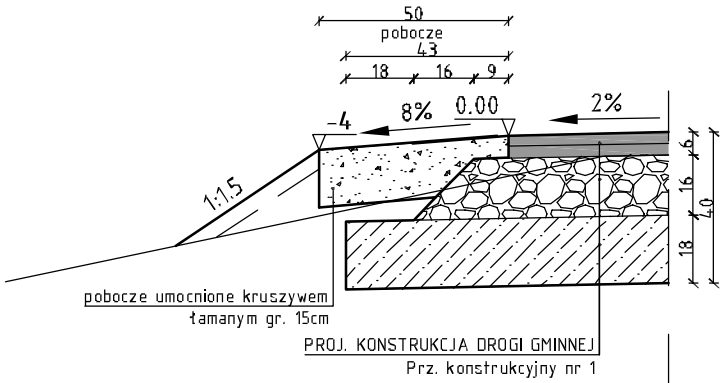 50
pobocze
43
18 16 9
-4 8% 0.00 2%
1:1.5
6
16
40
18
pobocze umocnione kruszywem
łamanym gr. 15cm
PROJ. KONSTRUKCJA DROGI GMINNEJ
Prz. konstrukcyjny nr 1